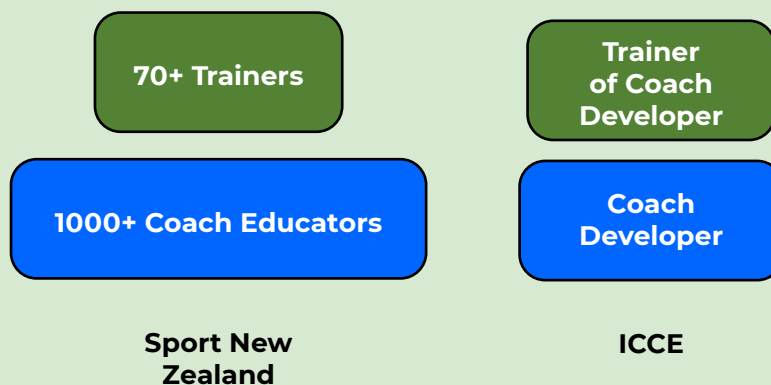 70+ Trainers
Trainer
of Coach
Developer
1000+ Coach Educators
Coach
Developer
Sport New
Zealand
ICCE